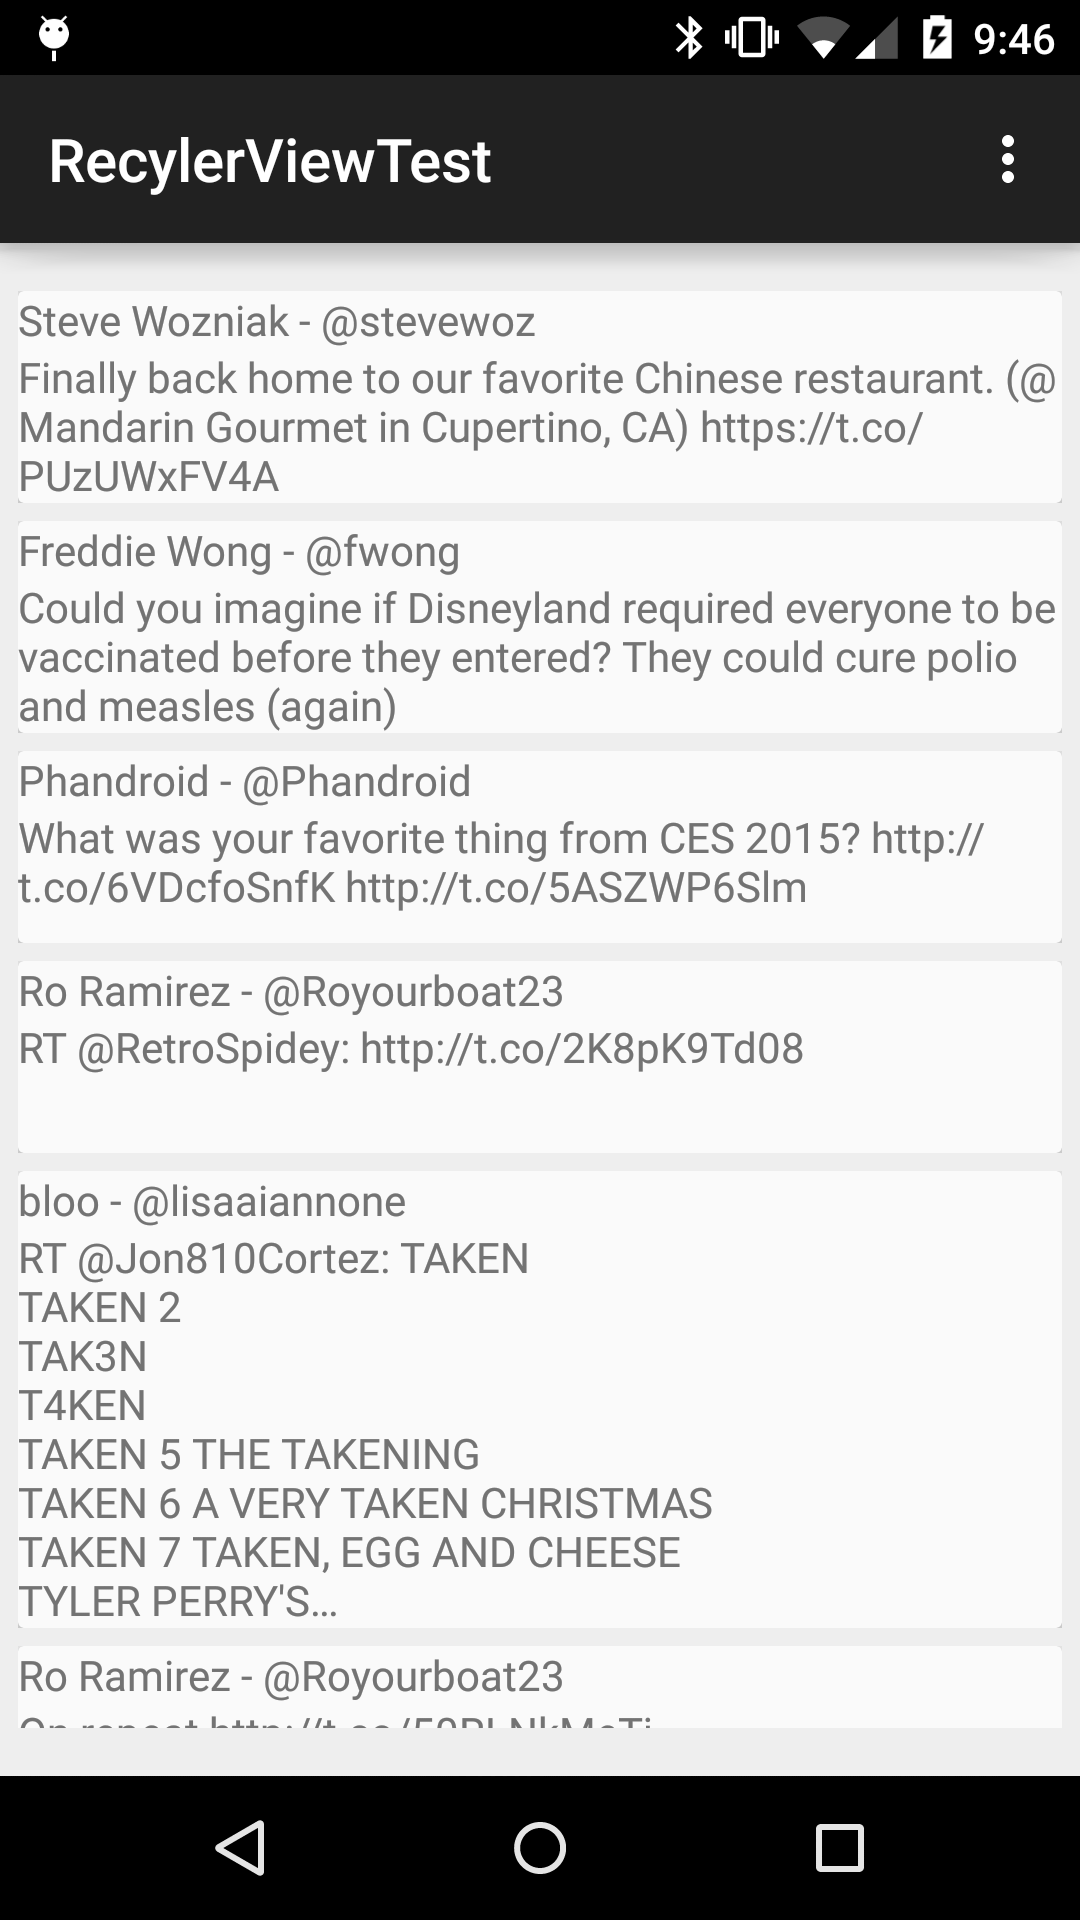 9:46
RecylerViewTest
Steve Wozniak - @stevewoz
Finally back home to our favorite Chinese restaurant. (@
Mandarin Gourmet in Cupertino, CA) https://t.co/
PUzUWxFV4A
Freddie Wong - @fwong
Could you imagine if Disneyland required everyone to be
vaccinated before they entered? They could cure polio
and measles (again)
Phandroid - @Phandroid
What was your favorite thing from CES 2015? http://
t.co/6VDcfoSnfK http://t.co/5ASZWP6Slm
Ro Ramirez - @Royourboat23
RT @RetroSpidey: http://t.co/2K8pK9Td08
bloo - @lisaaiannone
RT @Jon810Cortez: TAKEN
TAKEN 2
TAK3N
T4KEN
TAKEN 5 THE TAKENING
TAKEN 6 A VERY TAKEN CHRISTMAS
TAKEN 7 TAKEN, EGG AND CHEESE
TYLER PERRY'S…
Ro Ramirez - @Royourboat23
On repeat